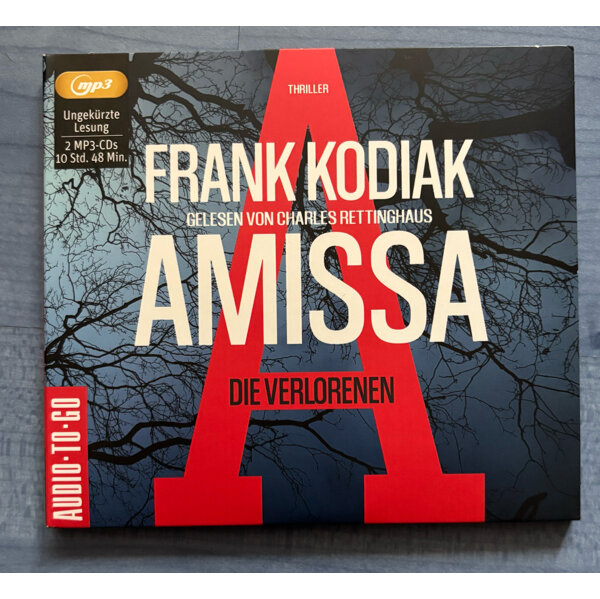 mp3
Ungekürzte
Lesung
2 MP3-CDs
10 Std. 48 Min.
THRILLER
A
FRANK KODIAK
GELESEN VON CHARLES RETTINGHAUS
AMISSA
DIE VERLORENEN
AUDIO·TO·GO